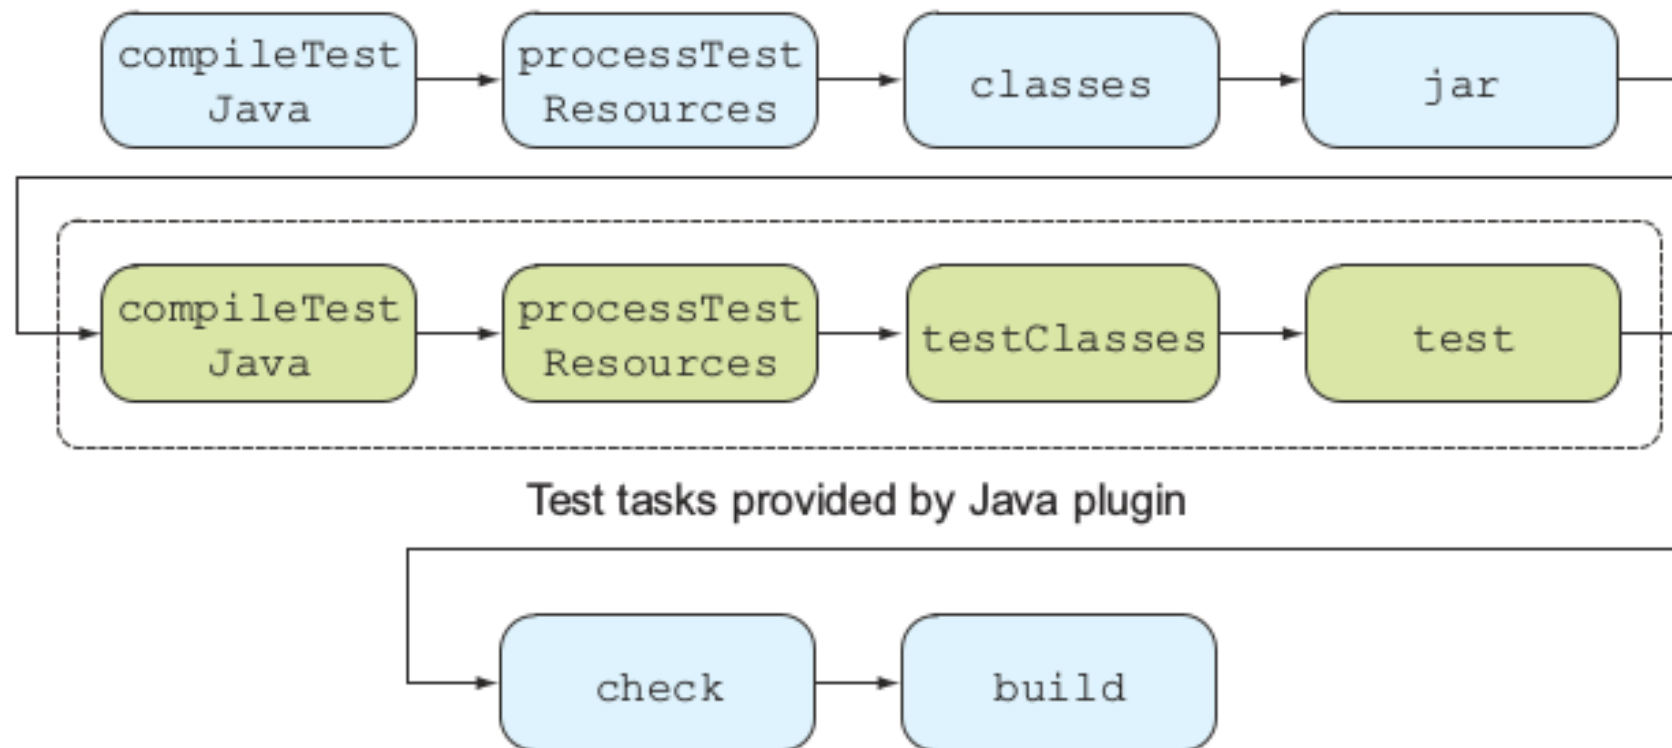 compileTest
Java
processTest
Resources
classes
jar
compileTest
Java
processTest
Resources
testClasses
test
Test tasks provided by Java plugin
check
build